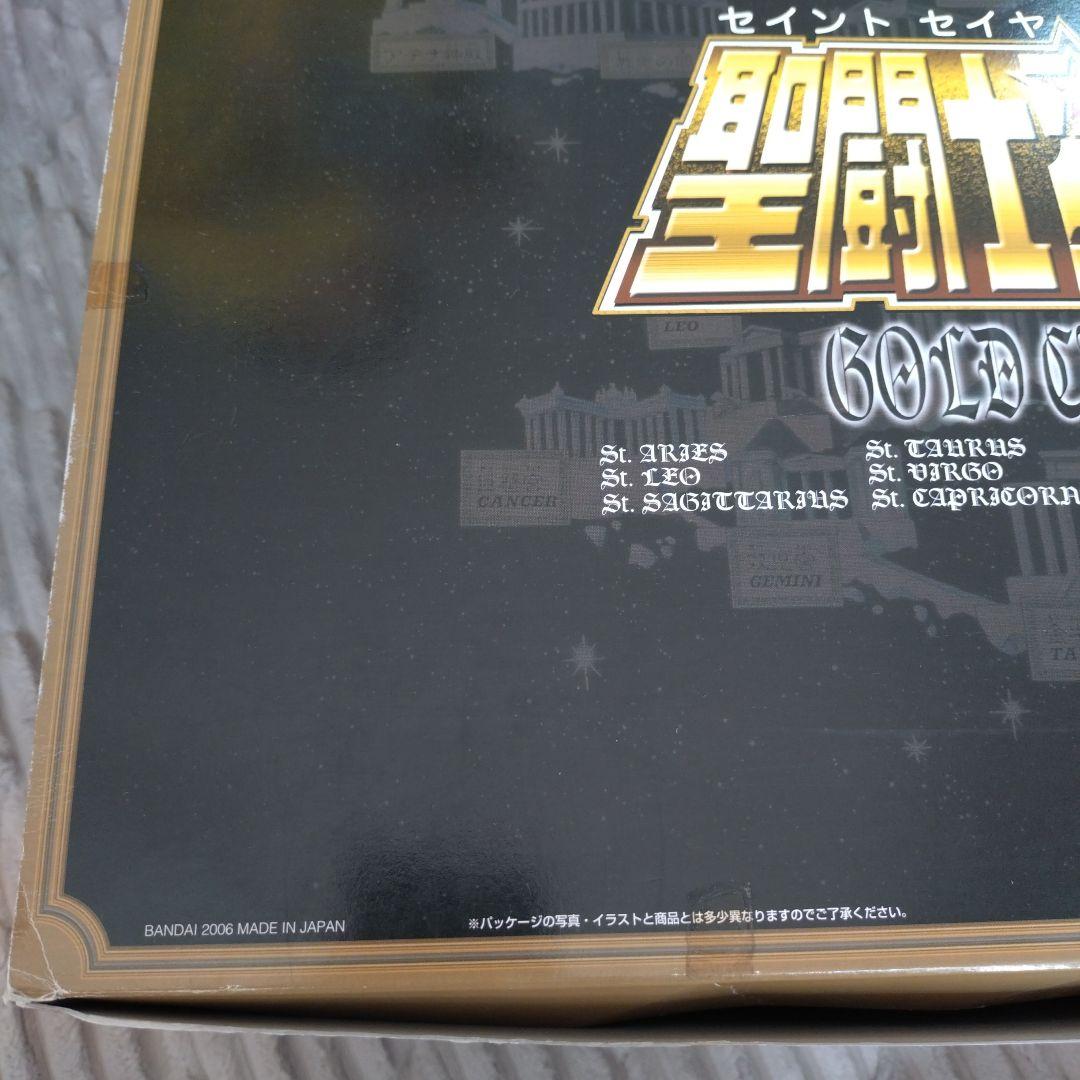 セイント セイヤ
聖闘士
LEO
GOLD
St. ARIES St. TAURUS
St. LEO St. VIRGO
St. SAGITTARIUS St. CAPRICORN
CANCER
GEMINI
TA
BANDAI 2006 MADE IN JAPAN
※パッケージの写真・イラストと商品とは多少異なりますのでご了承ください。